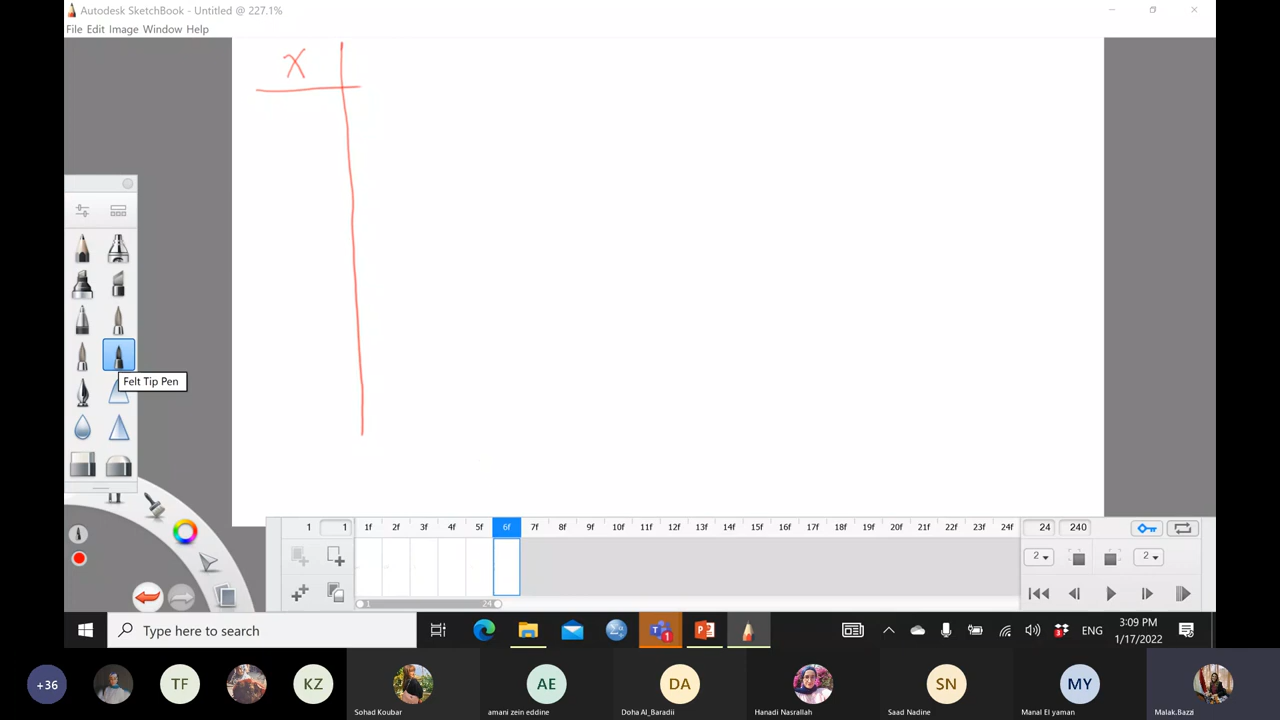 Autodesk SketchBook - Untitled @ 227.1%
File Edit Image Window Help
X
Felt Tip Pen
1 1 1f 2f 3f 4f 5f 6f 7f 8f 9f 10f 11f 12f 13f 14f 15f 16f 17f 18f 19f 20f 21f 22f 23f 24f 24 240
2 2
1 24
Type here to search
1
3
ENG
3:09 PM
1/17/2022
+36 TF KZ AE DA SN MY
Sohad Koubar amani zein eddine Doha Al_Baradii Hanadi Nasrallah Saad Nadine Manal El yaman Malak.Bazzi